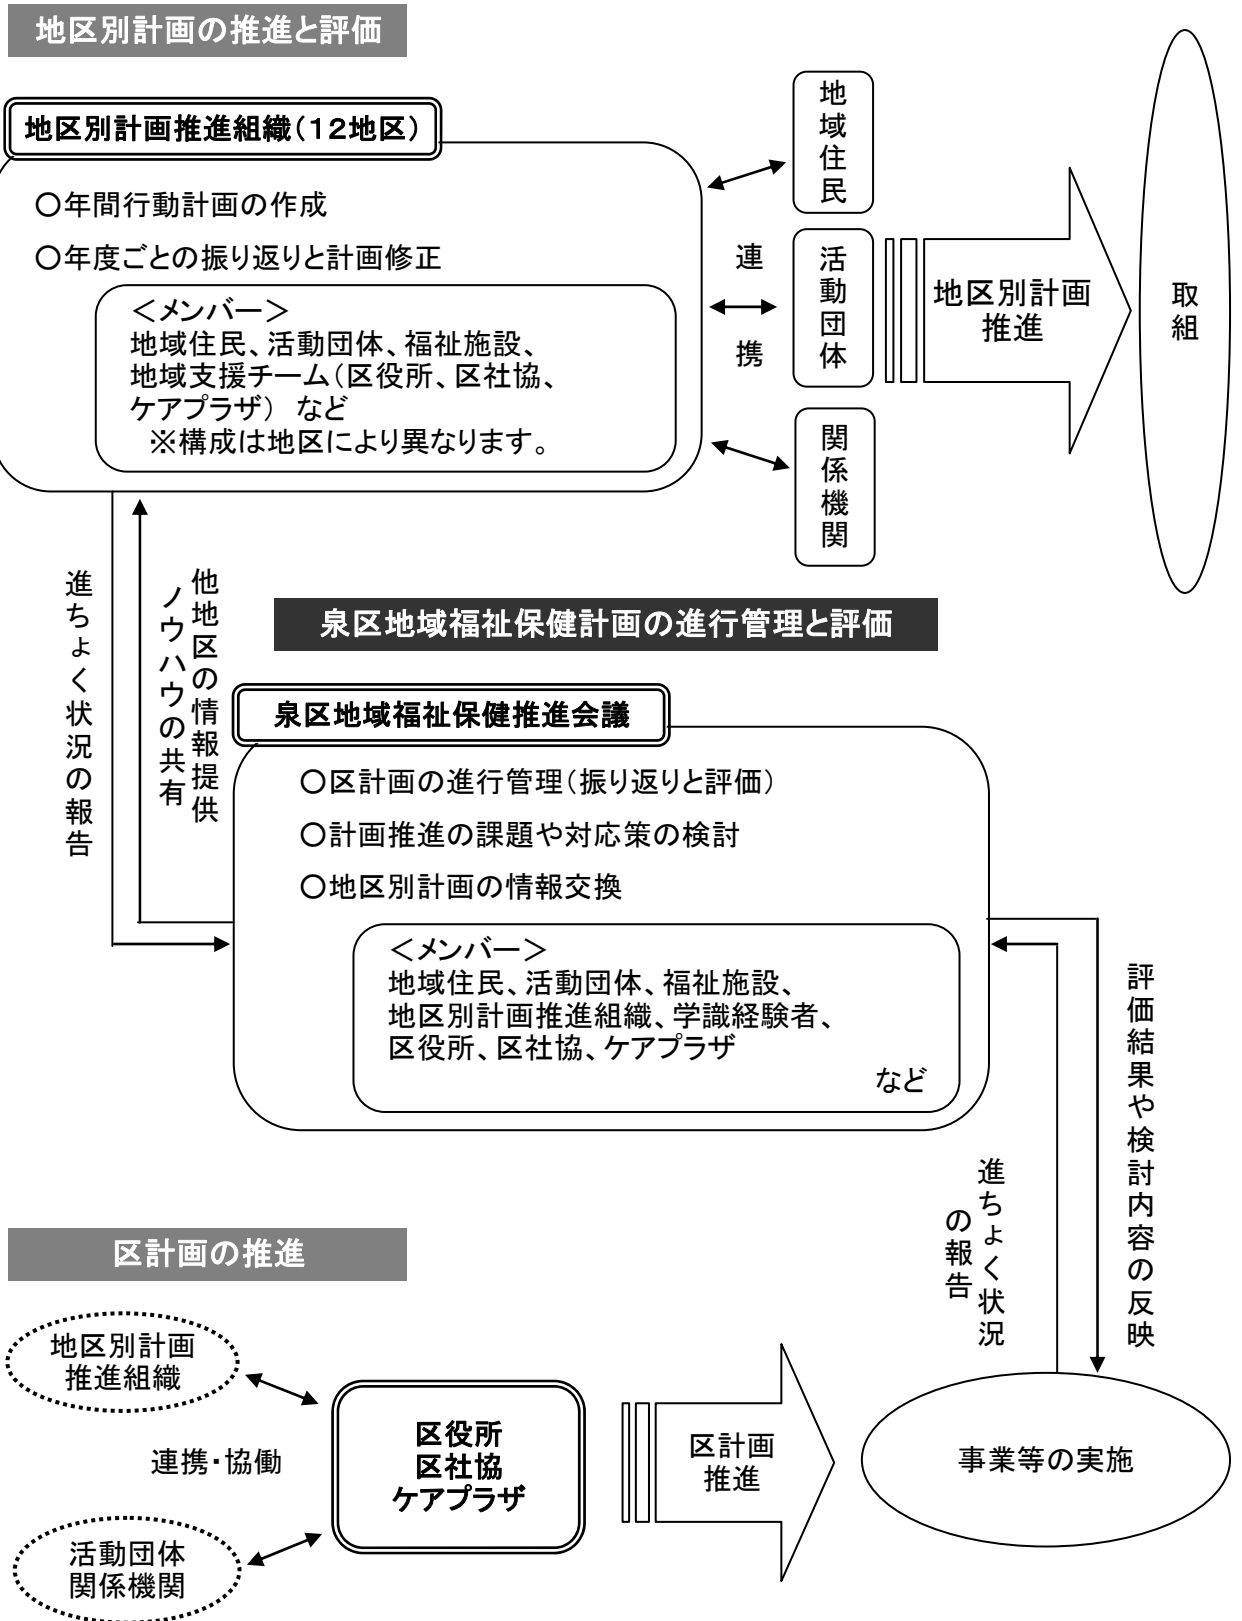 地区別計画の推進と評価
地区別計画推進組織（１２地区）
○年間行動計画の作成
○年度ごとの振り返りと計画修正
＜メンバー＞
地域住民、活動団体、福祉施設、
地域支援チーム（区役所、区社協、
ケアプラザ） など
※構成は地区により異なります。
連
携
地域住民
活動団体
関係機関
地区別計画
推進
取組
進ちょく状況の報告
他地区の情報提供
ノウハウの共有
泉区地域福祉保健計画の進行管理と評価
泉区地域福祉保健推進会議
○区計画の進行管理（振り返りと評価）
○計画推進の課題や対応策の検討
○地区別計画の情報交換
＜メンバー＞
地域住民、活動団体、福祉施設、
地区別計画推進組織、学識経験者、
区役所、区社協、ケアプラザ
など
評価結果や検討内容の反映
進ちょく状況
の報告
区計画の推進
地区別計画
推進組織
連携・協働
活動団体
関係機関
区役所
区社協
ケアプラザ
区計画
推進
事業等の実施